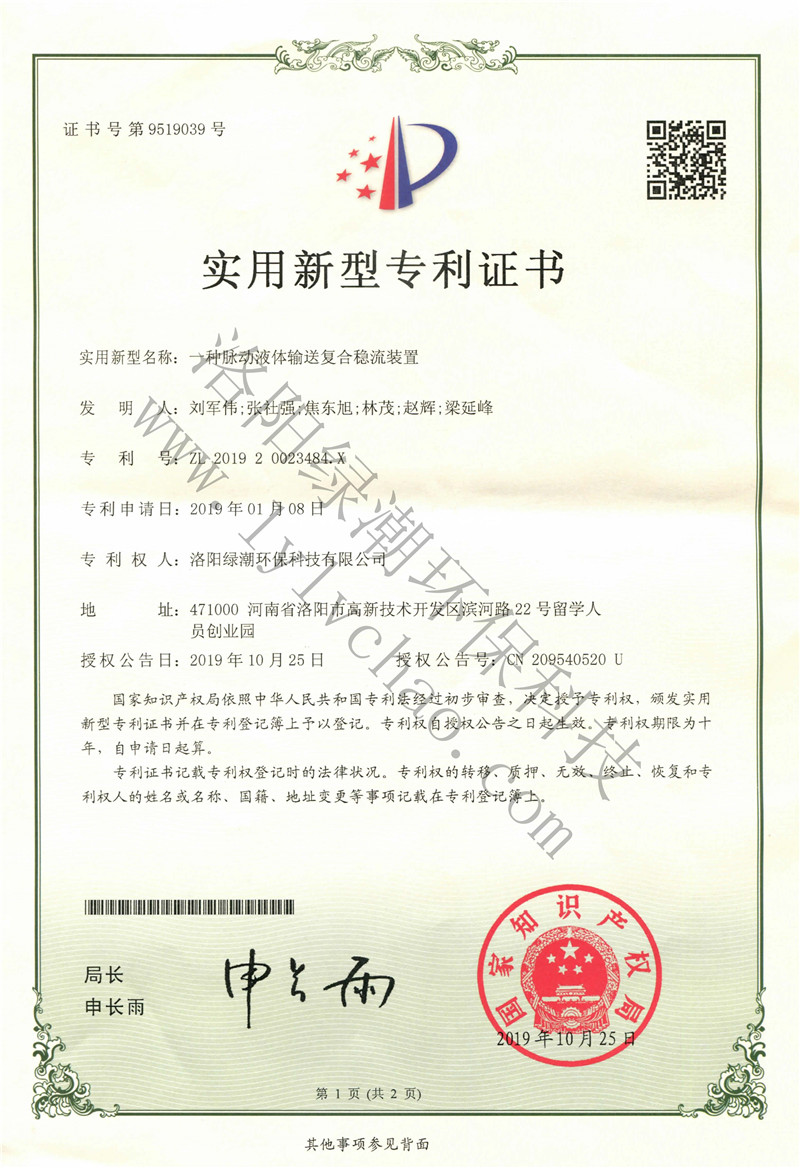 证书号第9519039号
实用新型专利证书
实用新型名称：一种脉动液体输送复合稳流装置
发明人：刘军伟;张社强;焦东旭;林茂;赵辉;梁延峰
专利号：ZL 2019 2 0023484.X
专利申请日：2019年01月08日
专利权人：洛阳绿潮环保科技有限公司
地址：471000 河南省洛阳市高新技术开发区滨河路22号留学人
员创业园
授权公告日：2019年10月25日 授权公告号：CN 209540520 U
国家知识产权局依照中华人民共和国专利法经过初步审查，决定授予专利权，颁发实用
新型专利证书并在专利登记簿上予以登记。专利权自授权公告之日起生效。专利权期限为十
年，自申请日起算。
专利证书记载专利权登记时的法律状况。专利权的转移、质押、无效、终止、恢复和专
利权人的姓名或名称、国籍、地址变更等事项记载在专利登记簿上。
洛阳绿潮环保科技
www.lylvchao.com
局长
申长雨
申长雨
国家知识产权局
2019年10月25日
第 1 页 (共 2 页)
其他事项参见背面